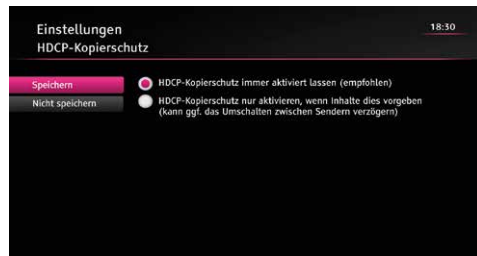 Einstellungen
18:30
HDCP-Kopierschutz
Speichern
HDCP-Kopierschutz immer aktiviert lassen (empfohlen)
Nicht speichern
HDCP-Kopierschutz nur aktivieren, wenn Inhalte dies vorgeben
(kann ggf. das Umschalten zwischen Sendern verzögern)